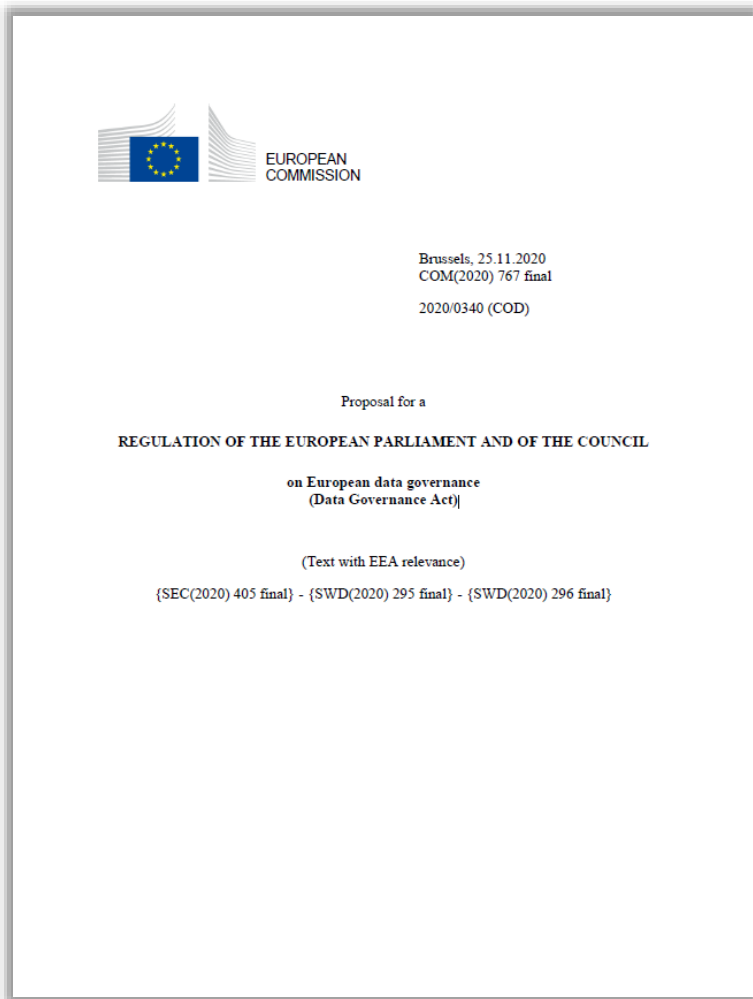 EUROPEAN
COMMISSION
Brussels, 25.11.2020
COM(2020) 767 final
2020/0340 (COD)
Proposal for a
REGULATION OF THE EUROPEAN PARLIAMENT AND OF THE COUNCIL
on European data governance
(Data Governance Act)
(Text with EEA relevance)
{SEC(2020) 405 final} - {SWD(2020) 295 final} - {SWD(2020) 296 final}